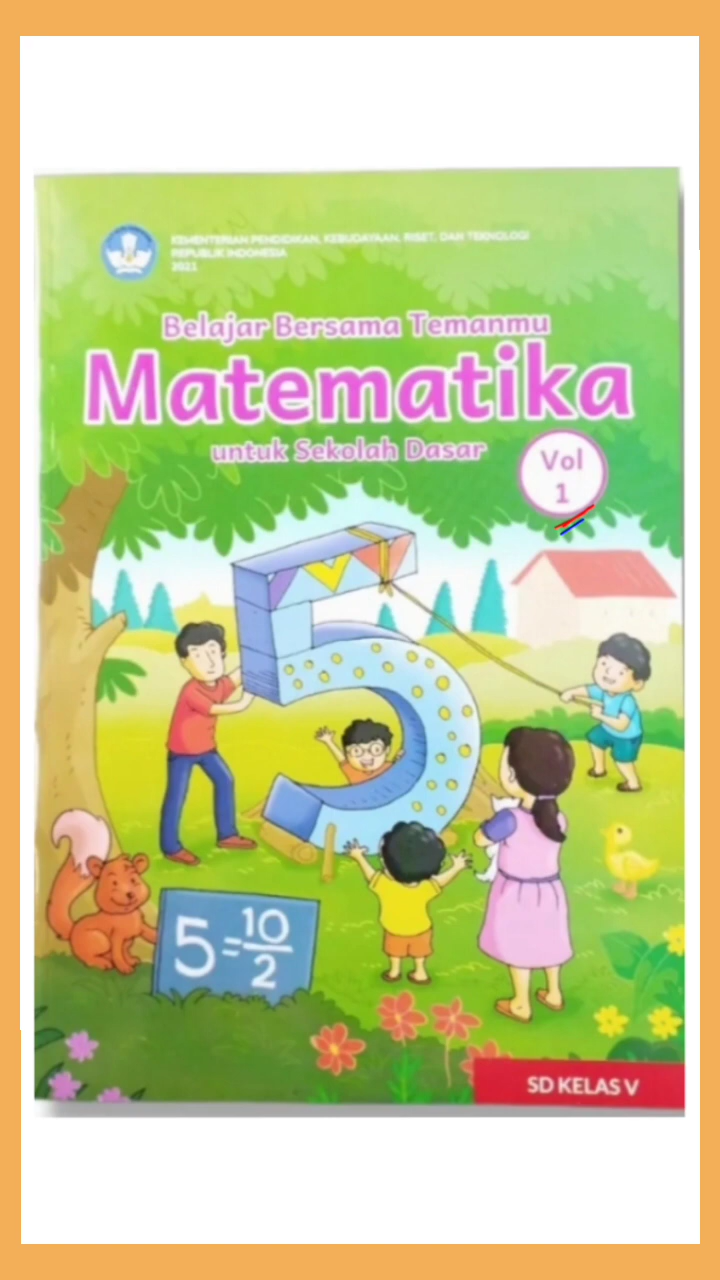 KEMENTERIAN PENDIDIKAN, KEBUDAYAAN, RISET, DAN TEKNOLOGI
REPUBLIK INDONESIA
2021
Belajar Bersama Temanmu
Matematika
untuk Sekolah Dasar
Vol
1
5 = 10/2
SD KELAS V